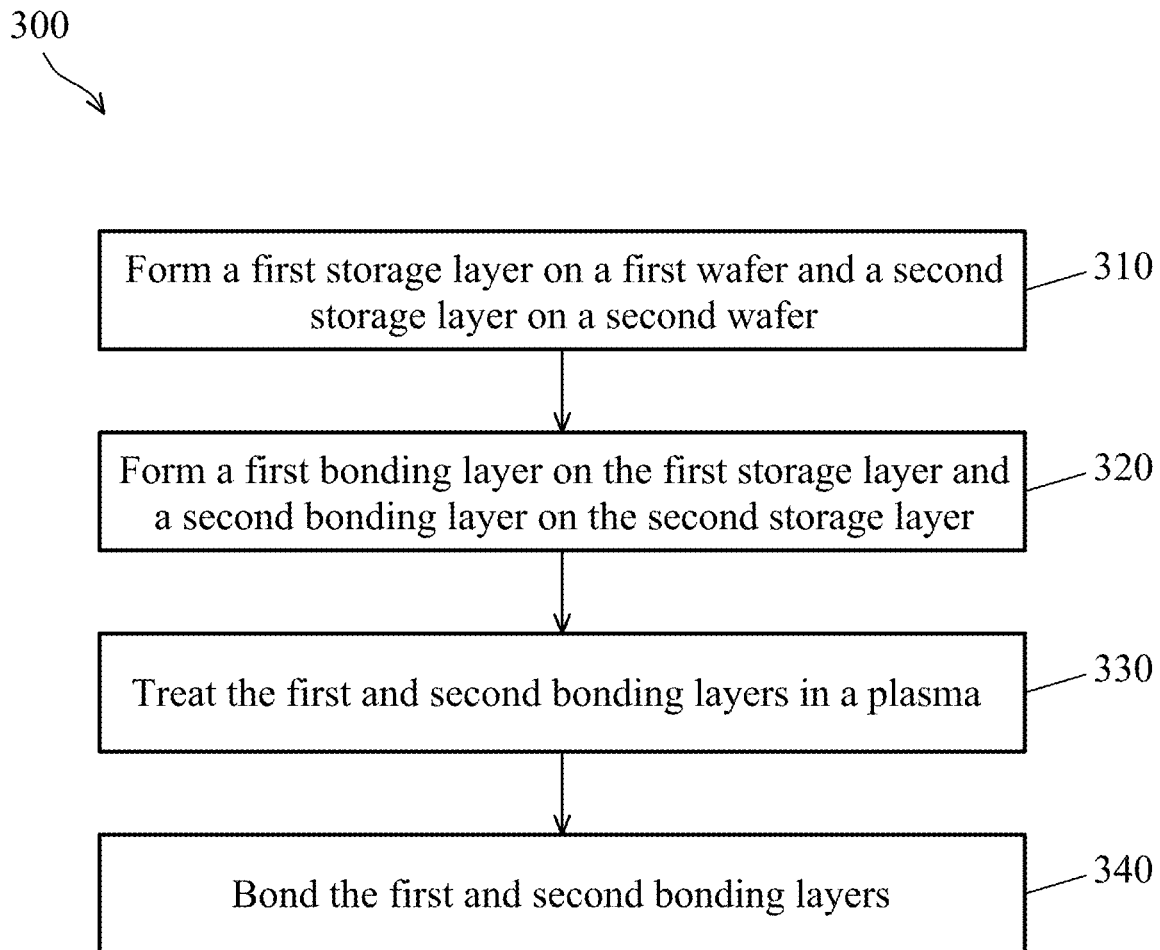 300
Form a first storage layer on a first wafer and a second
storage layer on a second wafer
310
Form a first bonding layer on the first storage layer and
a second bonding layer on the second storage layer
320
Treat the first and second bonding layers in a plasma
330
Bond the first and second bonding layers
340